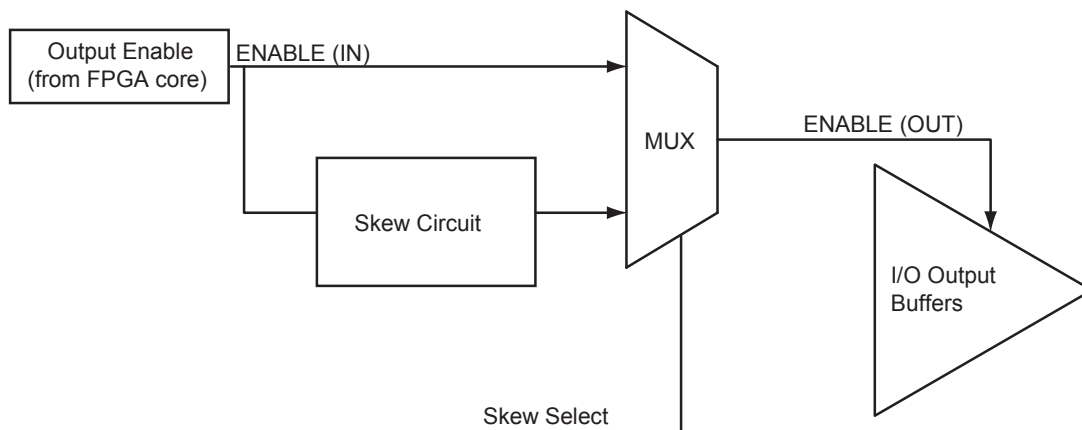 Output Enable
(from FPGA core)
ENABLE (IN)
MUX
ENABLE (OUT)
Skew Circuit
I/O Output
Buffers
Skew Select